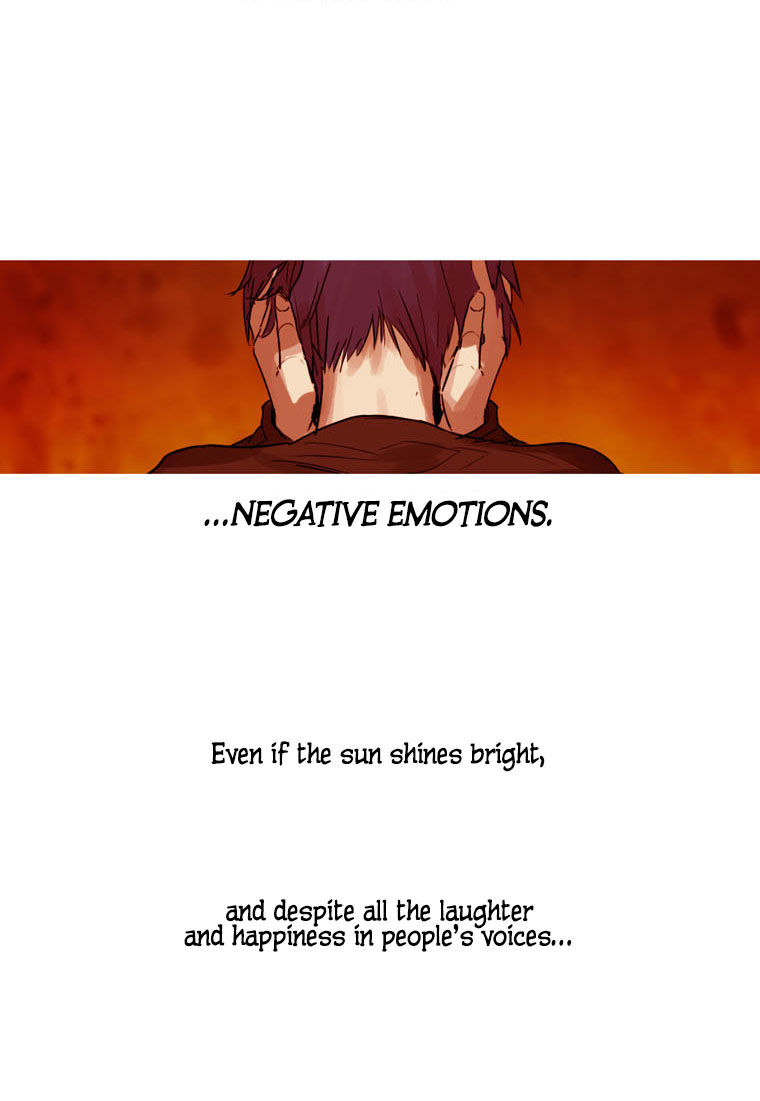 ...NEGATIVE EMOTIONS.
Even if the sun shines bright,
and despite all the laughter
and happiness in people's voices...